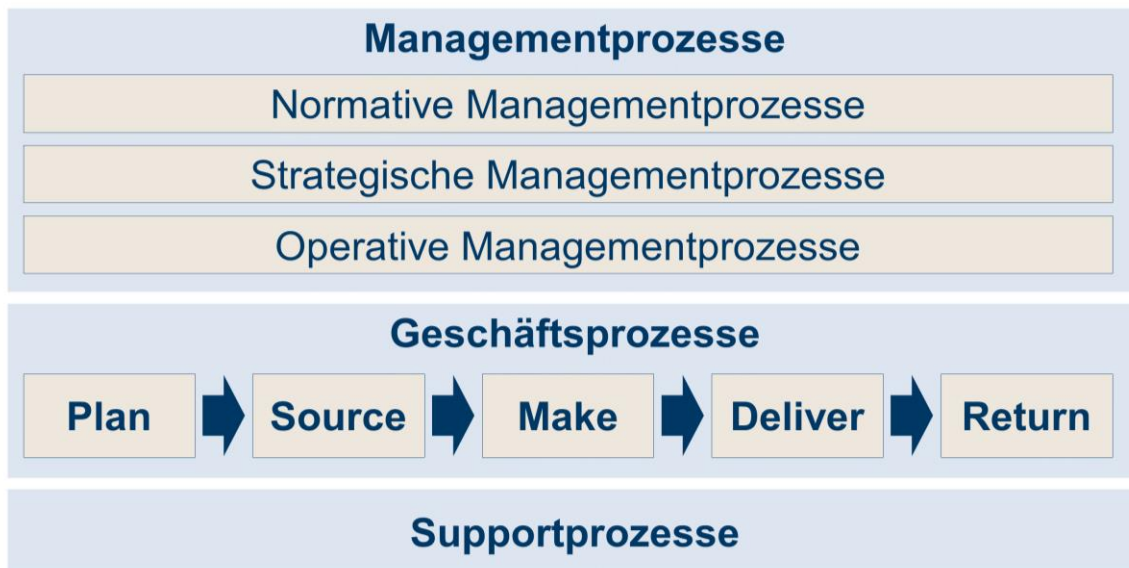 Managementprozesse
Normative Managementprozesse
Strategische Managementprozesse
Operative Managementprozesse
Geschäftsprozesse
Plan Source Make Deliver Return
Supportprozesse